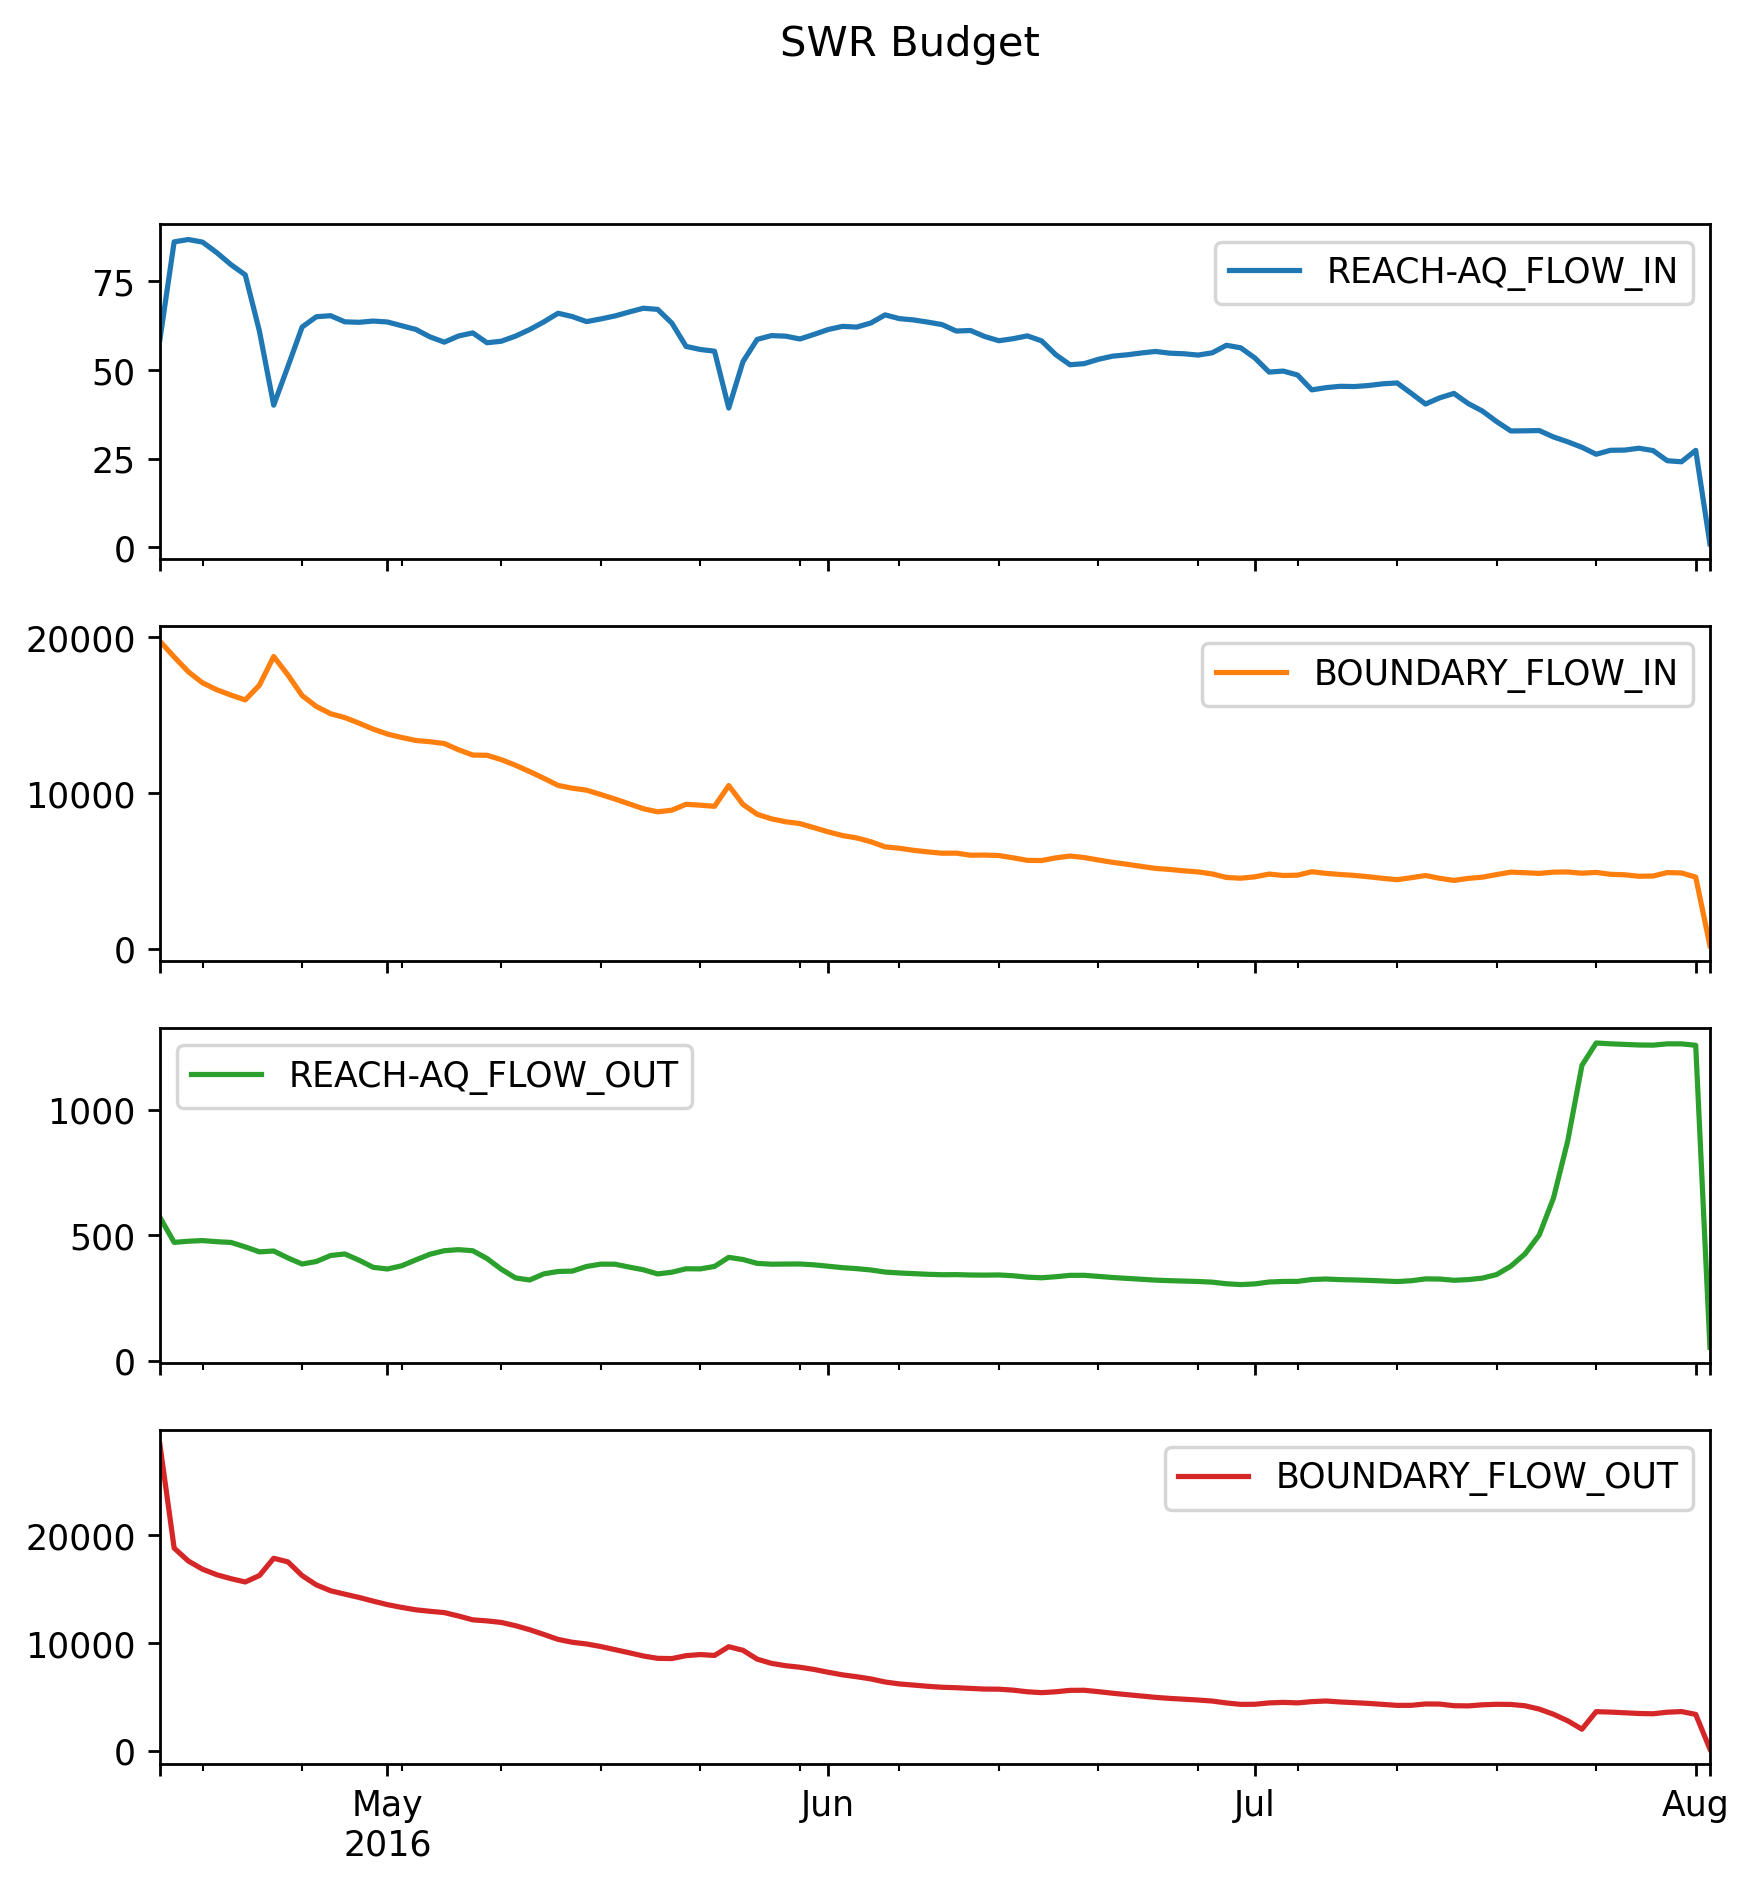 SWR Budget
REACH-AQ_FLOW_IN
75
50
25
0
BOUNDARY_FLOW_IN
20000
10000
0
REACH-AQ_FLOW_OUT
1000
500
0
BOUNDARY_FLOW_OUT
20000
10000
0
May Jun Jul Aug
2016